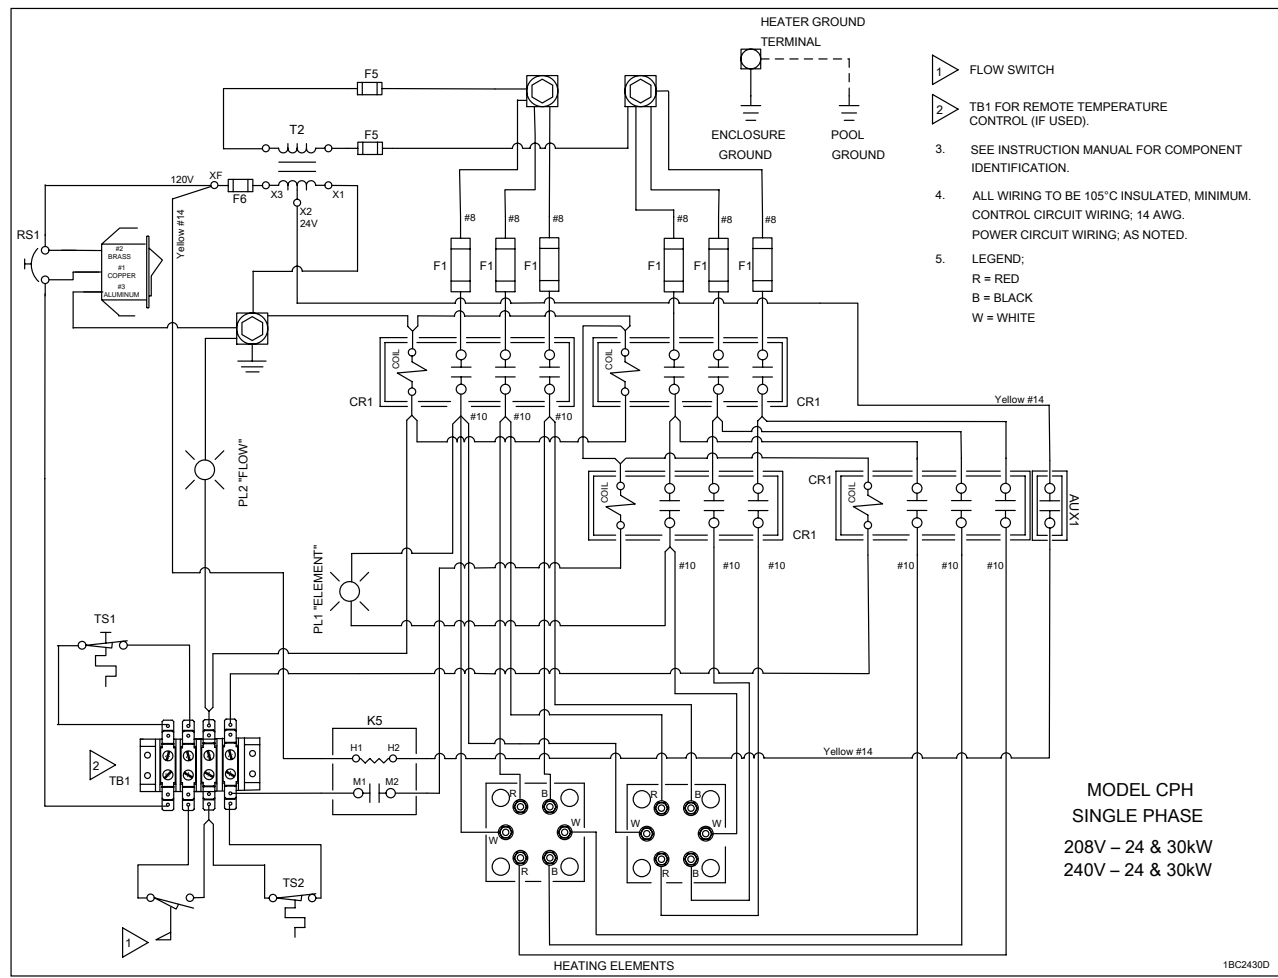 HEATER GROUND
TERMINAL
ENCLOSURE
GROUND
POOL
GROUND
1 FLOW SWITCH
2 TB1 FOR REMOTE TEMPERATURE
CONTROL (IF USED).
3. SEE INSTRUCTION MANUAL FOR COMPONENT
IDENTIFICATION.
4. ALL WIRING TO BE 105°C INSULATED, MINIMUM.
CONTROL CIRCUIT WIRING; 14 AWG.
POWER CIRCUIT WIRING; AS NOTED.
5. LEGEND;
R = RED
B = BLACK
W = WHITE
F5
T2
F5
120V
XF
F6
X3
X1
X2
24V
Yellow #14
RS1
#2
BRASS
#1
COPPER
#3
ALUMINUM
#8
#8
#8
#8
#8
#8
F1
F1
F1
F1
F1
F1
COIL
COIL
CR1
#10
#10
#10
CR1
Yellow #14
PL2 "FLOW"
COIL
CR1
CR1
COIL
AUX1
#10
#10
#10
#10
#10
#10
PL1 "ELEMENT"
TS1
K5
H1
H2
M1
M2
Yellow #14
2
TB1
R
B
W
W
R
B
R
B
W
W
R
B
TS2
1
HEATING ELEMENTS
MODEL CPH
SINGLE PHASE
208V – 24 & 30kW
240V – 24 & 30kW
1BC2430D